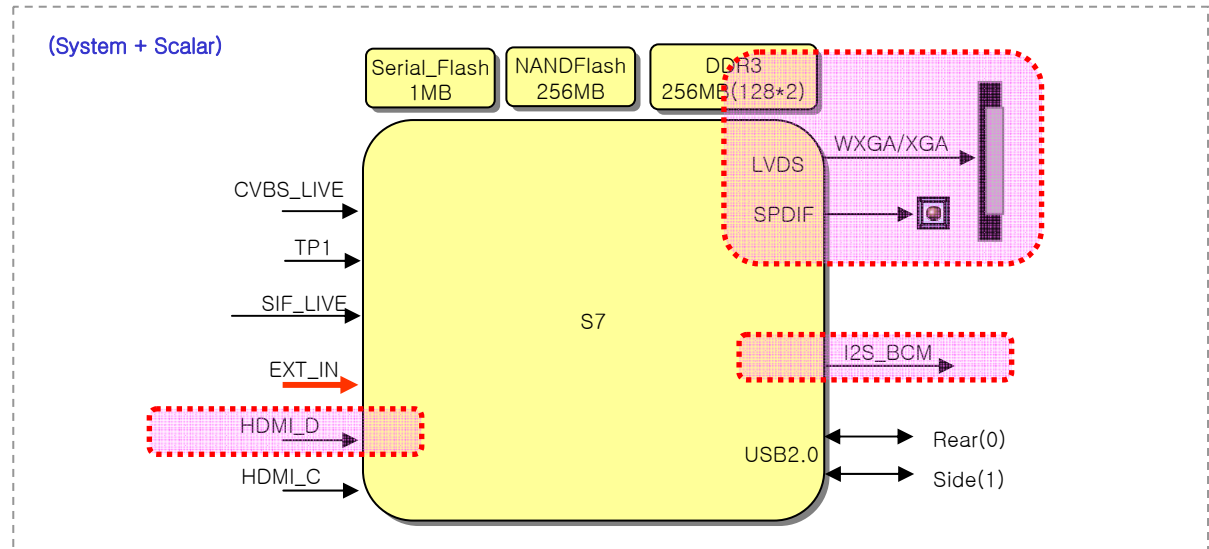 (System + Scalar)
Serial_Flash
1MB
NANDFlash
256MB
DDR3
256MB(128*2)
WXGA/XGA
LVDS
CVBS_LIVE
SPDIF
TP1
SIF_LIVE
S7
I2S_BCM
EXT_IN
HDMI_D
Rear(0)
USB2.0
HDMI_C
Side(1)